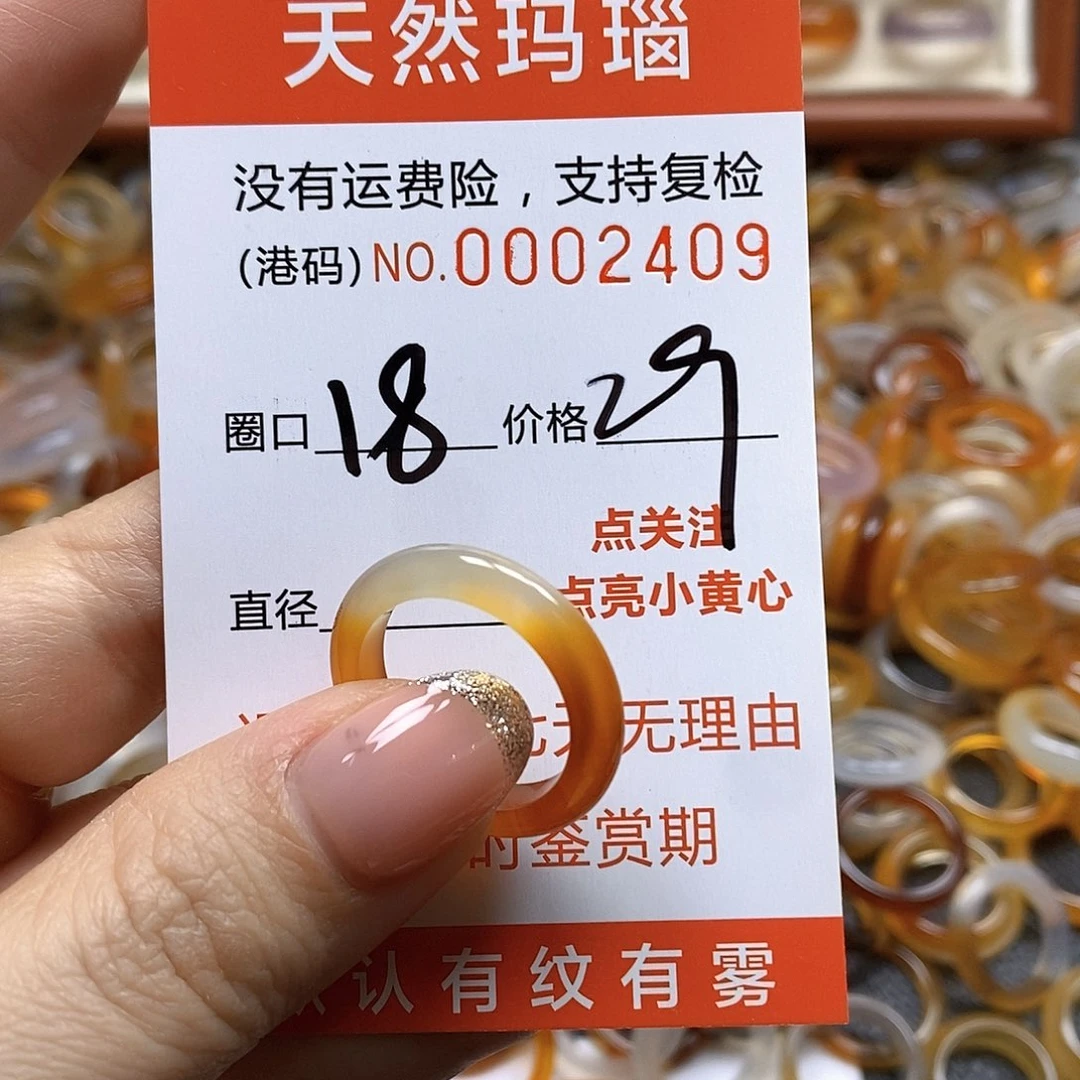 天然玛瑙
没有运费险，支持复检
(港码) NO.0002409
圈口 18 价格 29
点关注
直径 点亮小黄心
无理由
时鉴赏期
认有纹有雾